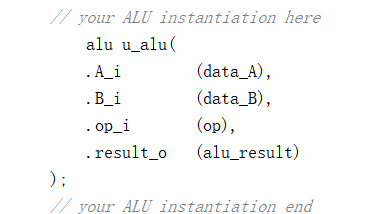 // your ALU instantiation here
alu u_alu(
.A_i (data_A),
.B_i (data_B),
.op_i (op),
.result_o (alu_result)
);
// your ALU instantiation end